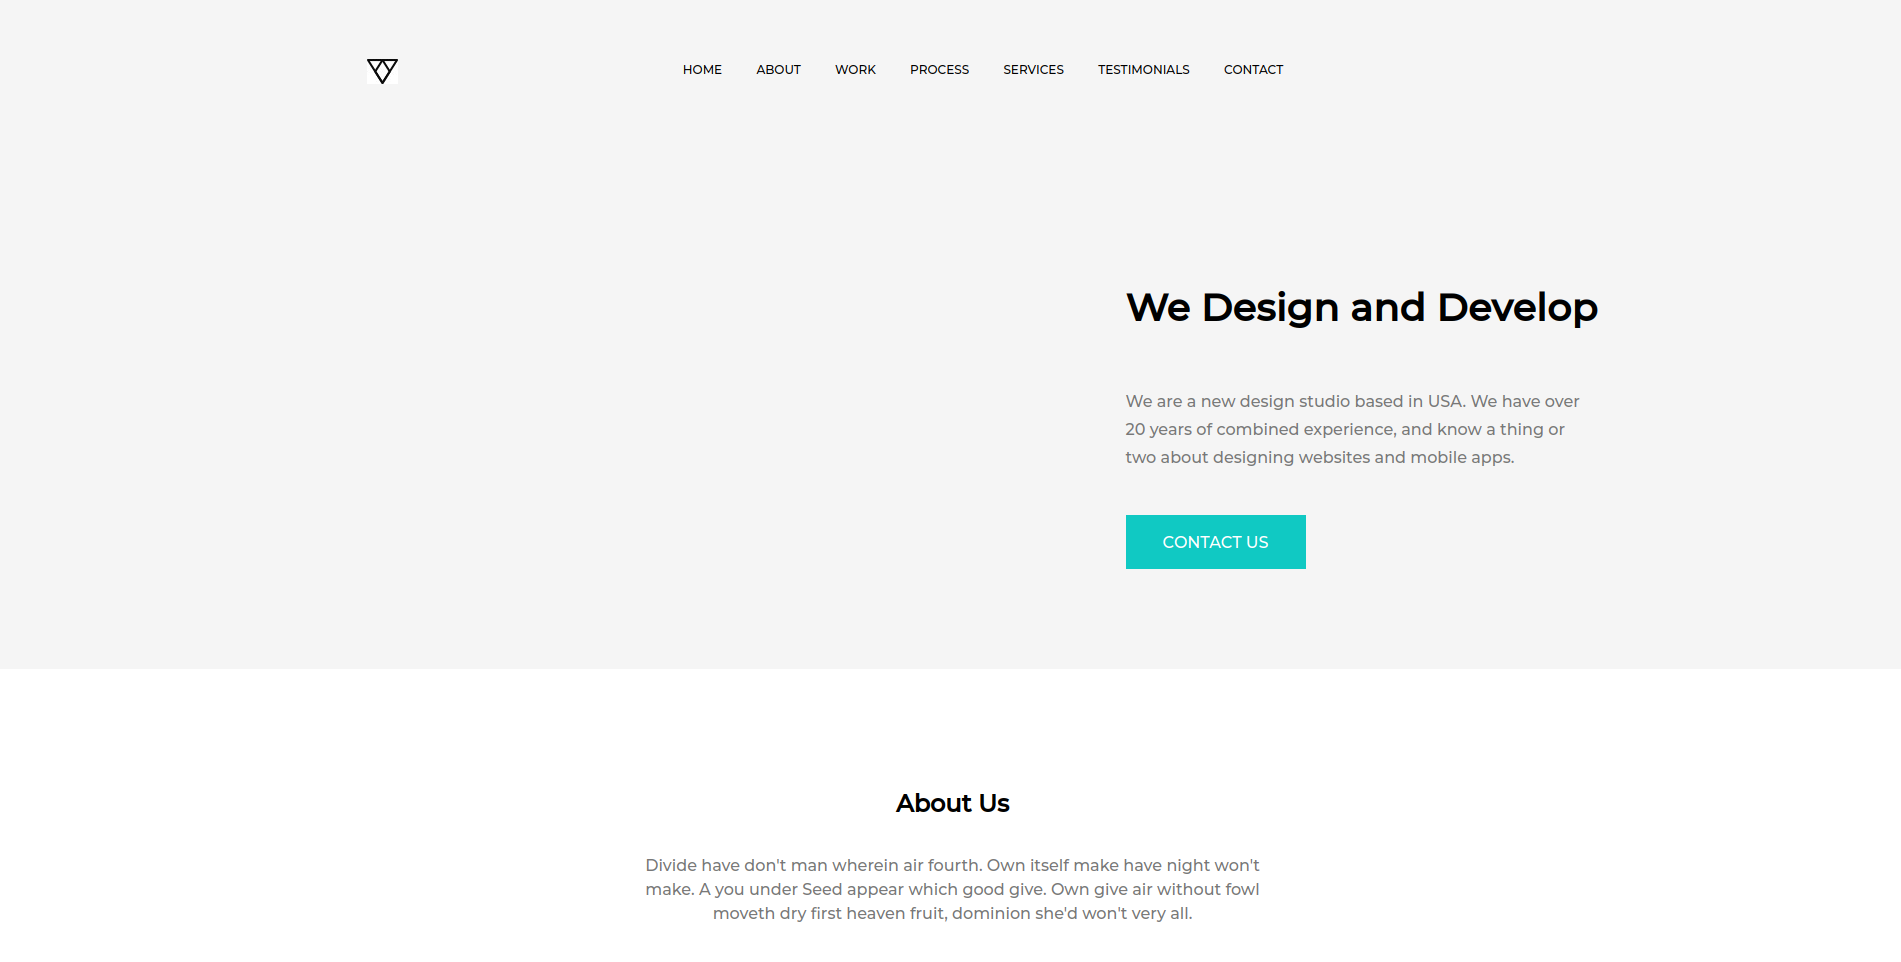 HOME ABOUT WORK PROCESS SERVICES TESTIMONIALS CONTACT
We Design and Develop
We are a new design studio based in USA. We have over
20 years of combined experience, and know a thing or
two about designing websites and mobile apps.
CONTACT US
About Us
Divide have don't man wherein air fourth. Own itself make have night won't
make. A you under Seed appear which good give. Own give air without fowl
moveth dry first heaven fruit, dominion she'd won't very all.